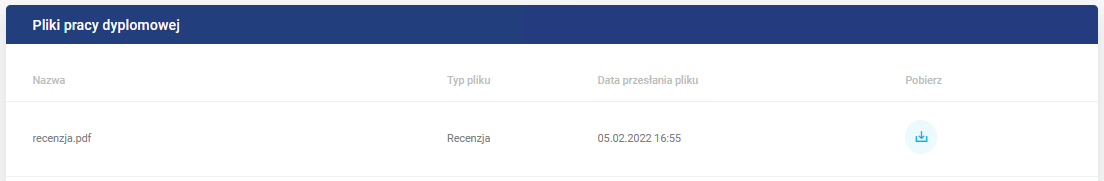 Pliki pracy dyplomowej
Nazwa Typ pliku Data przesłania pliku Pobierz
recenzja.pdf Recenzja 05.02.2022 16:55